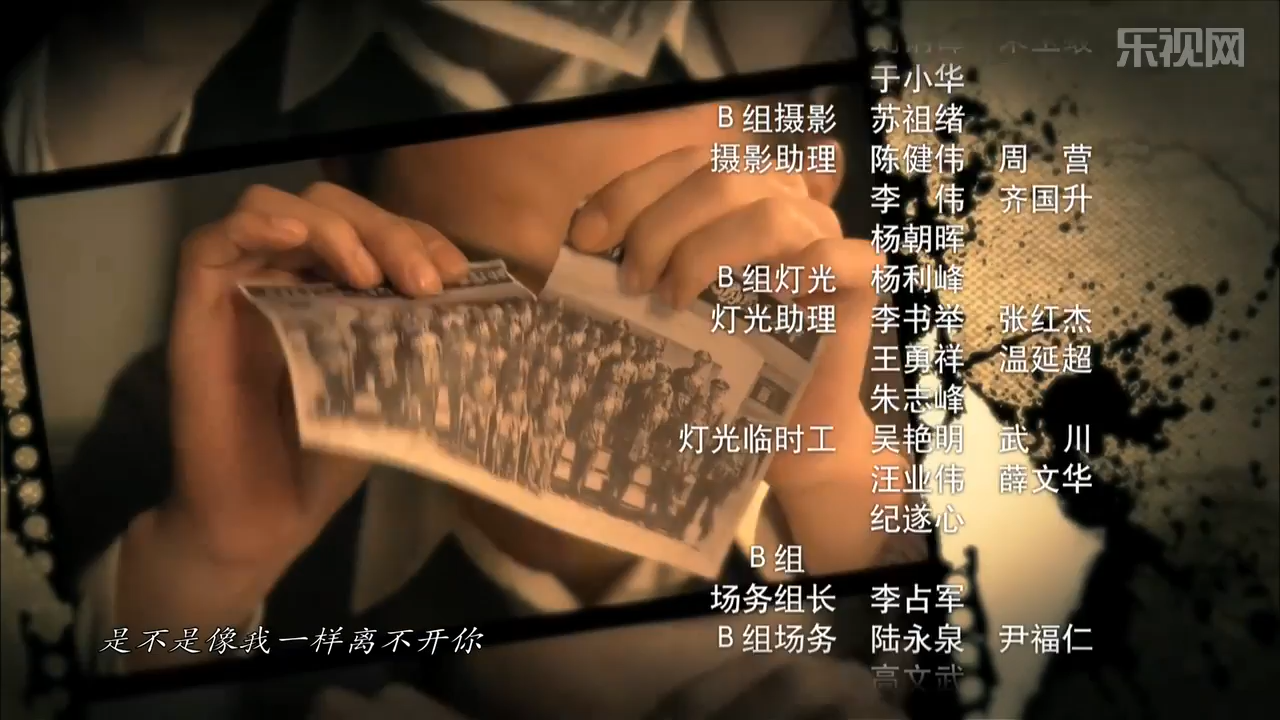 乐视网
于小华
B组摄影 苏祖绪
摄影助理 陈健伟 周 营
李 伟 齐国升
杨朝晖
B组灯光 杨利峰
灯光助理 李书举 张红杰
王勇祥 温延超
朱志峰
灯光临时工 吴艳明 武 川
汪业伟 薛文华
纪遂心
B组
场务组长 李占军
B组场务 陆永泉 尹福仁
高文武
是不是像我一样离不开你